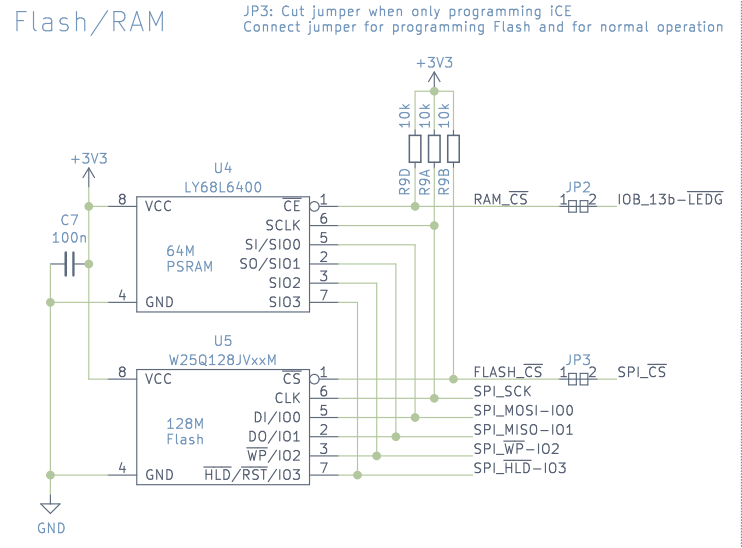 Flash/RAM
JP3: Cut jumper when only programming iCE
Connect jumper for programming Flash and for normal operation
+3V3
10k 10k 10k
R9D R9A R9B
+3V3
C7
100n
U4
LY68L6400
8 VCC
4 GND
64M
PSRAM
CE 1
SCLK 6
SI/SIO0 5
SO/SIO1 2
SIO2 3
SIO3 7
RAM_CS
JP2
1 2
IOB_13b-LEDG
U5
W25Q128JVxxM
8 VCC
4 GND
128M
Flash
CS 1
CLK 6
DI/IO0 5
DO/IO1 2
WP/IO2 3
HLD/RST/IO3 7
FLASH_CS
JP3
1 2
SPI_CS
SPI_SCK
SPI_MOSI-IO0
SPI_MISO-IO1
SPI_WP-IO2
SPI_HLD-IO3
GND